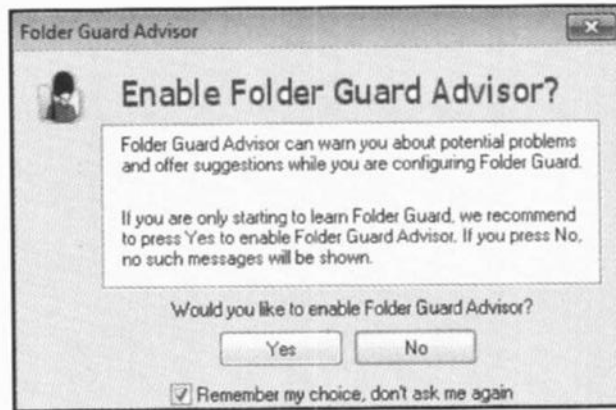 Folder Guard Advisor
Enable Folder Guard Advisor?
Folder Guard Advisor can warn you about potential problems
and offer suggestions while you are configuring Folder Guard.
If you are only starting to learn Folder Guard, we recommend
to press Yes to enable Folder Guard Advisor. If you press No,
no such messages will be shown.
Would you like to enable Folder Guard Advisor?
Yes
No
Remember my choice, don't ask me again